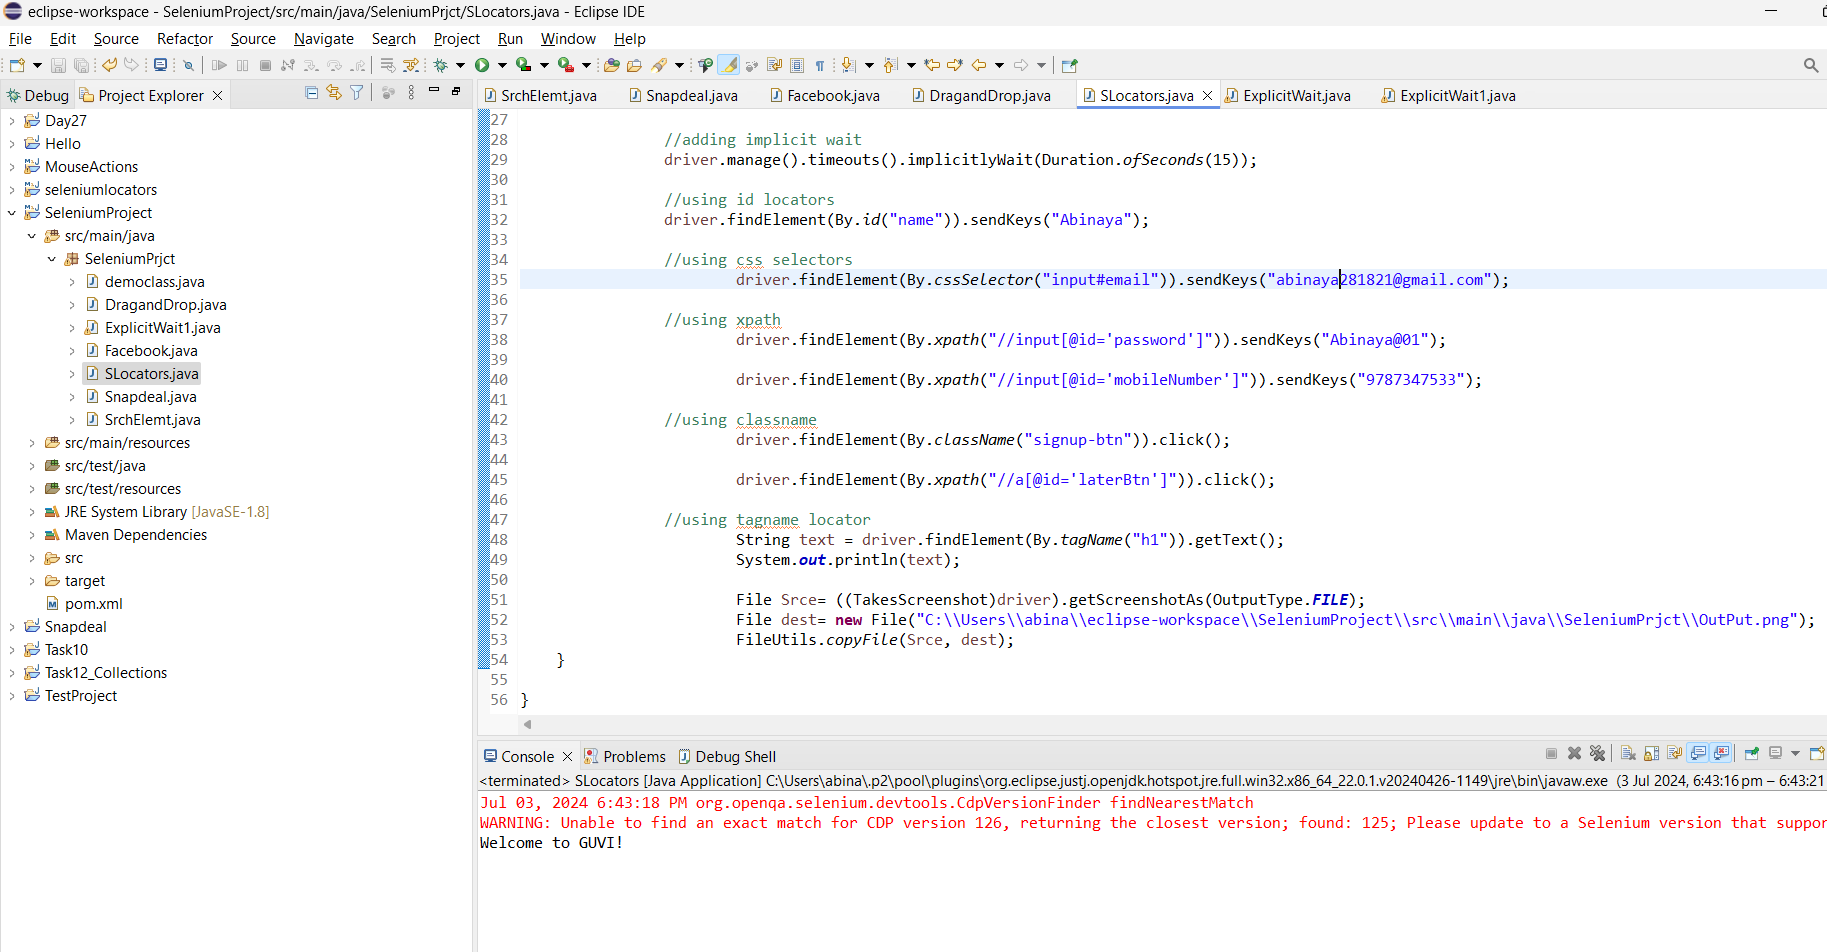 eclipse-workspace - SeleniumProject/src/main/java/SeleniumPrjct/SLocators.java - Eclipse IDE
File Edit Source Refactor Source Navigate Search Project Run Window Help
Debug Project Explorer
Day27
Hello
MouseActions
seleniumlocators
SeleniumProject
src/main/java
SeleniumPrjct
democlass.java
DragandDrop.java
ExplicitWait1.java
Facebook.java
SLocators.java
Snapdeal.java
SrchElemt.java
src/main/resources
src/test/java
src/test/resources
JRE System Library [JavaSE-1.8]
Maven Dependencies
src
target
pom.xml
Snapdeal
Task10
Task12_Collections
TestProject
SrchElemt.java Snapdeal.java Facebook.java DragandDrop.java SLocators.java ExplicitWait.java ExplicitWait1.java
27
28 //adding implicit wait
29 driver.manage().timeouts().implicitlyWait(Duration.ofSeconds(15));
30
31 //using id locators
32 driver.findElement(By.id("name")).sendKeys("Abinaya");
33
34 //using css selectors
35 driver.findElement(By.cssSelector("input#email")).sendKeys("abinaya281821@gmail.com");
36
37 //using xpath
38 driver.findElement(By.xpath("//input[@id='password']")).sendKeys("Abinaya@01");
39
40 driver.findElement(By.xpath("//input[@id='mobileNumber']")).sendKeys("9787347533");
41
42 //using classname
43 driver.findElement(By.className("signup-btn")).click();
44
45 driver.findElement(By.xpath("//a[@id='laterBtn']")).click();
46
47 //using tagname locator
48 String text = driver.findElement(By.tagName("h1")).getText();
49 System.out.println(text);
50
51 File Srce= ((TakesScreenshot)driver).getScreenshotAs(OutputType.FILE);
52 File dest= new File("C:\\Users\\abina\\eclipse-workspace\\SeleniumProject\\src\\main\\java\\SeleniumPrjct\\OutPut.png");
53 FileUtils.copyFile(Srce, dest);
54 }
55
56 }
Console Problems Debug Shell
<terminated> SLocators [Java Application] C:\Users\abina\.p2\pool\plugins\org.eclipse.justj.openjdk.hotspot.jre.full.win32.x86_64_22.0.1.v20240426-1149\jre\bin\javaw.exe (3 Jul 2024, 6:43:16 pm – 6:43:21
Jul 03, 2024 6:43:18 PM org.openqa.selenium.devtools.CdpVersionFinder findNearestMatch
WARNING: Unable to find an exact match for CDP version 126, returning the closest version; found: 125; Please update to a Selenium version that suppor
Welcome to GUVI!